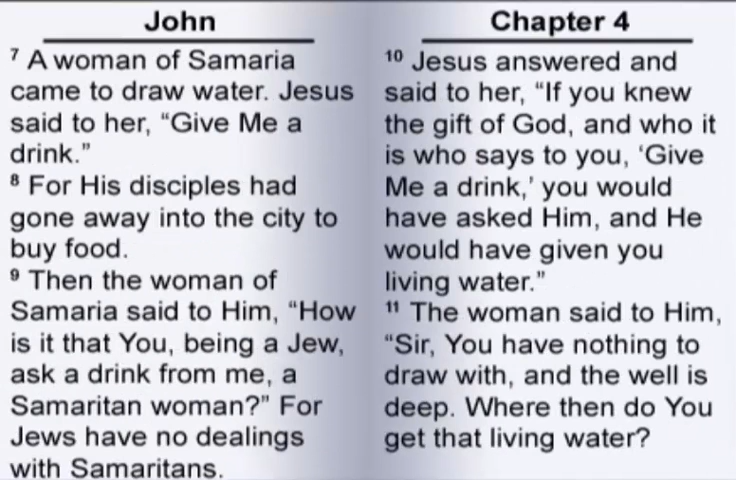 John
⁷ A woman of Samaria
came to draw water. Jesus
said to her, “Give Me a
drink.”
⁸ For His disciples had
gone away into the city to
buy food.
⁹ Then the woman of
Samaria said to Him, “How
is it that You, being a Jew,
ask a drink from me, a
Samaritan woman?” For
Jews have no dealings
with Samaritans.
Chapter 4
¹⁰ Jesus answered and
said to her, “If you knew
the gift of God, and who it
is who says to you, ‘Give
Me a drink,’ you would
have asked Him, and He
would have given you
living water.”
¹¹ The woman said to Him,
“Sir, You have nothing to
draw with, and the well is
deep. Where then do You
get that living water?